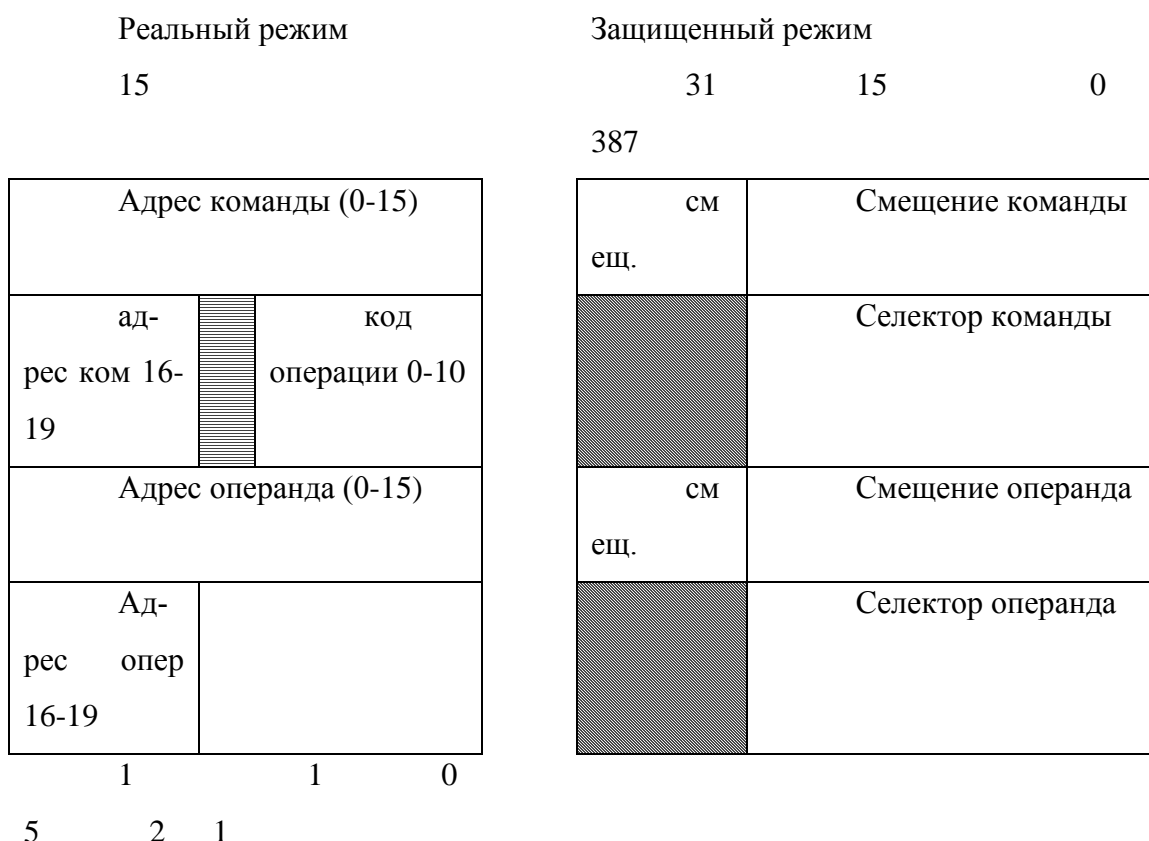 Реальный режим
Защищенный режим
15
31 15 0
387
Адрес команды (0-15)
ад-
рес ком 16-
19
код
операции 0-10
Адрес операнда (0-15)
Ад-
рес опер
16-19
1 1 0
5 2 1
см
ещ.
Смещение команды
Селектор команды
см
ещ.
Смещение операнда
Селектор операнда